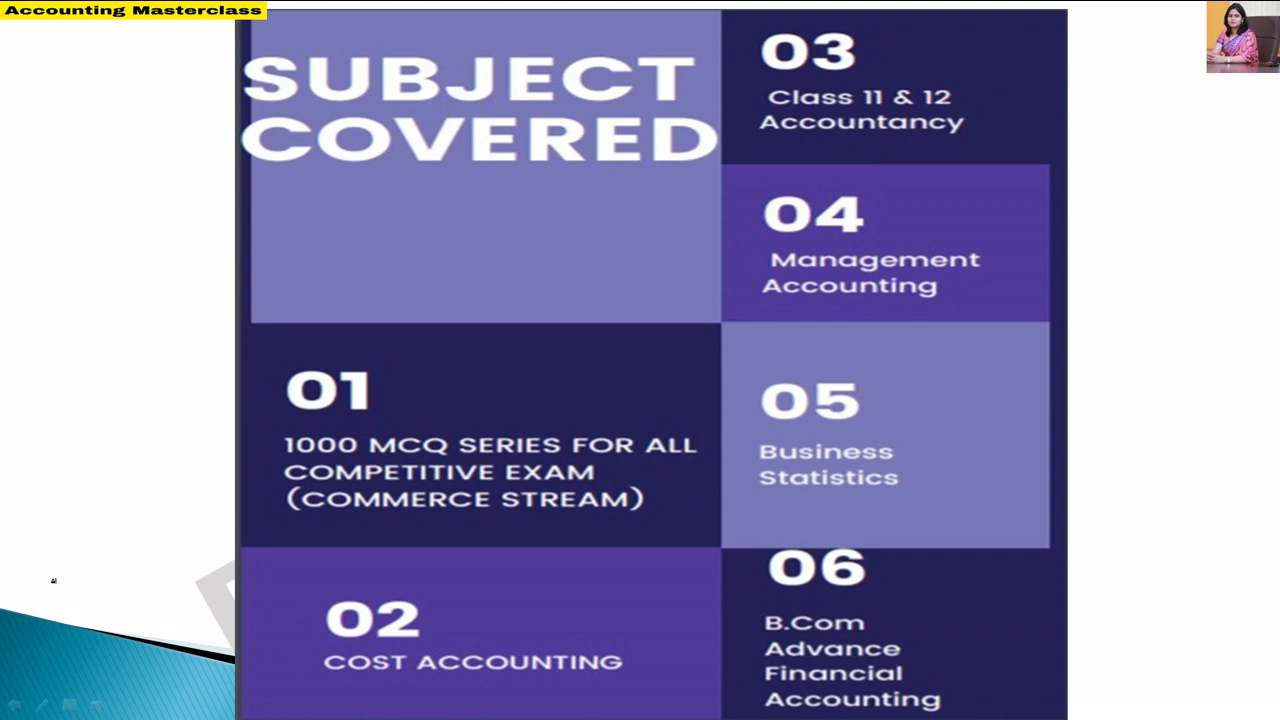 Accounting Masterclass
SUBJECT
COVERED
01
1000 MCQ SERIES FOR ALL
COMPETITIVE EXAM
(COMMERCE STREAM)
02
COST ACCOUNTING
03
Class 11 & 12
Accountancy
04
Management
Accounting
05
Business
Statistics
06
B.Com
Advance
Financial
Accounting